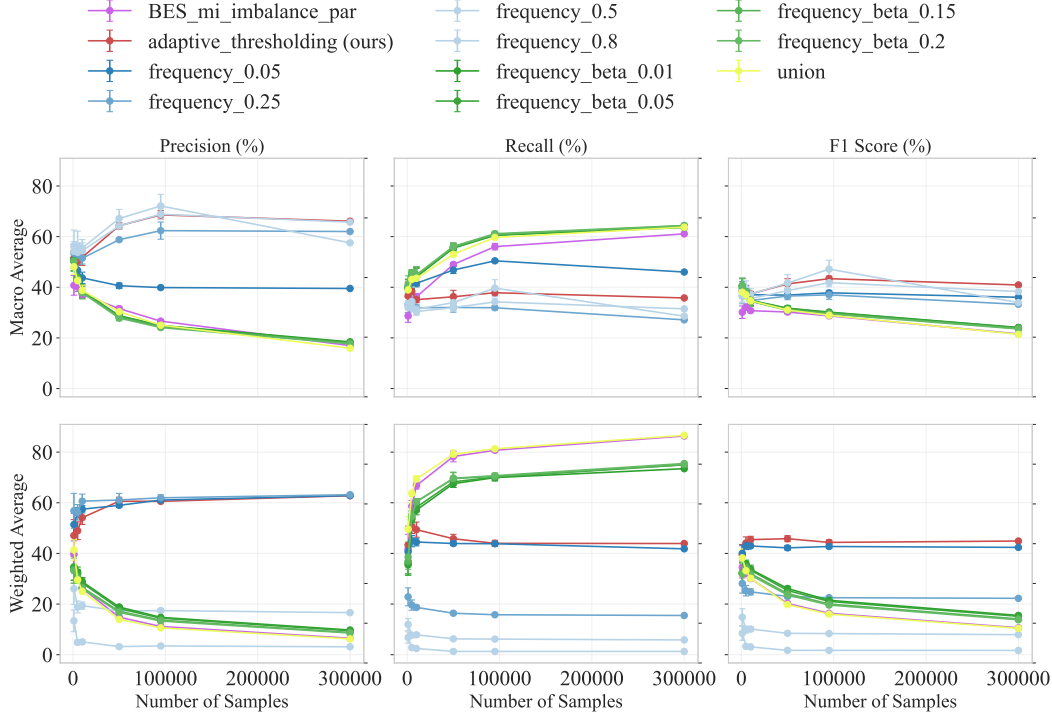 BES_mi_imbalance_par
adaptive_thresholding (ours)
frequency_0.05
frequency_0.25
frequency_0.5
frequency_0.8
frequency_beta_0.01
frequency_beta_0.05
frequency_beta_0.15
frequency_beta_0.2
union
Precision (%)
Recall (%)
F1 Score (%)
Macro Average
80
60
40
20
0
Weighted Average
80
60
40
20
0
0 100000 200000 300000
0 100000 200000 300000
0 100000 200000 300000
Number of Samples
Number of Samples
Number of Samples